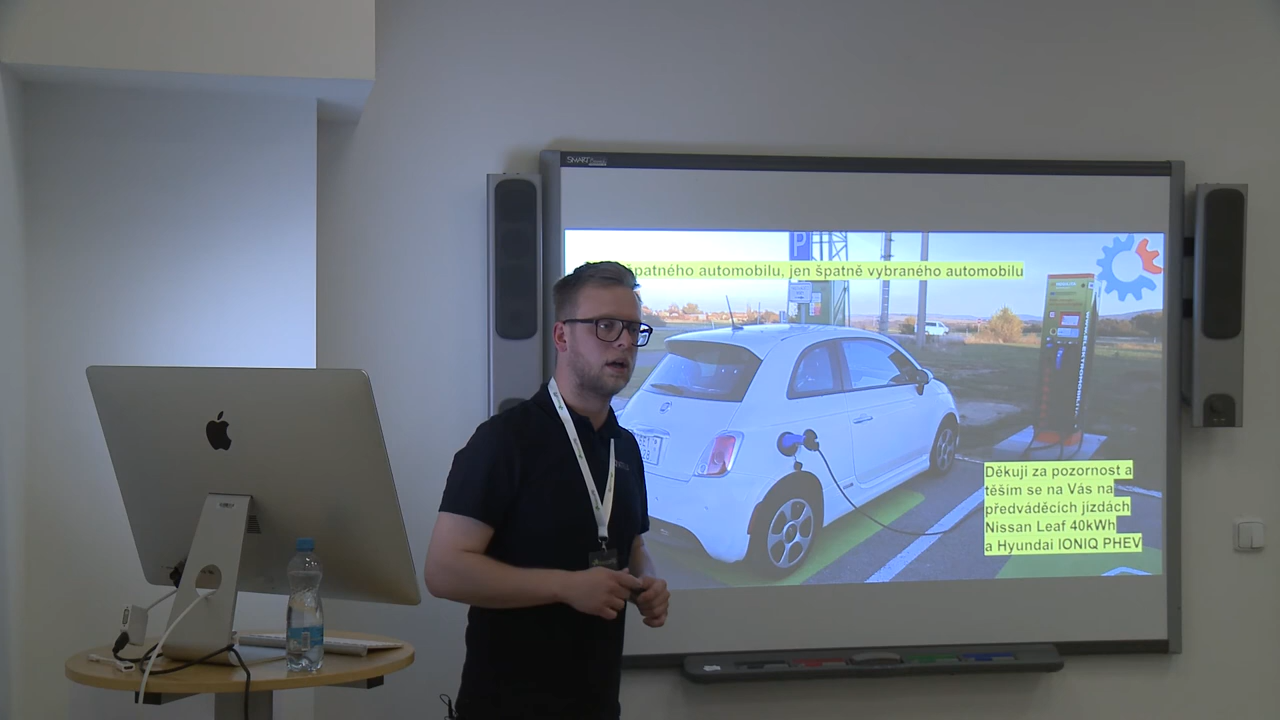 SMART
P
špatného automobilu, jen špatně vybraného automobilu
Děkuji za pozornost a
těším se na Vás na
předváděcích jízdách
Nissan Leaf 40kWh
a Hyundai IONIQ PHEV